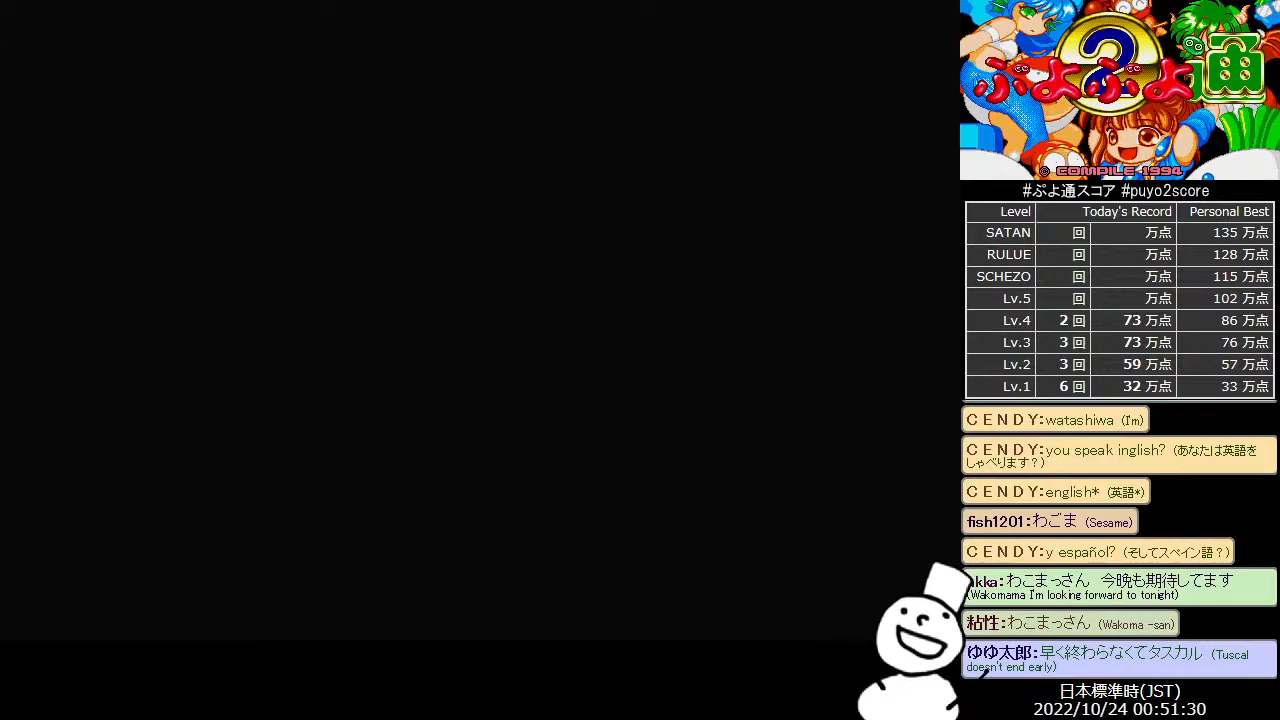 ぷよぷよ2通
© COMPILE 1994
#ぷよ通スコア #puyo2score
Level Today's Record Personal Best
SATAN 回 万点 135 万点
RULUE 回 万点 128 万点
SCHEZO 回 万点 115 万点
Lv.5 回 万点 102 万点
Lv.4 2 回 73 万点 86 万点
Lv.3 3 回 73 万点 76 万点
Lv.2 3 回 59 万点 57 万点
Lv.1 6 回 32 万点 33 万点
C E N D Y:watashiwa (I'm)
C E N D Y:you speak inglish? (あなたは英語を
しゃべります?)
C E N D Y:english* (英語*)
fish1201:わごま (Sesame)
C E N D Y:y español? (そしてスペイン語?)
akka:わこまっさん 今晩も期待してます
(Wakomama I'm looking forward to tonight)
粘性:わこまっさん (Wakoma -san)
ゆゆ太郎:早く終わらなくてタスカル (Tuscal
doesn't end early)
日本標準時(JST)
2022/10/24 00:51:30